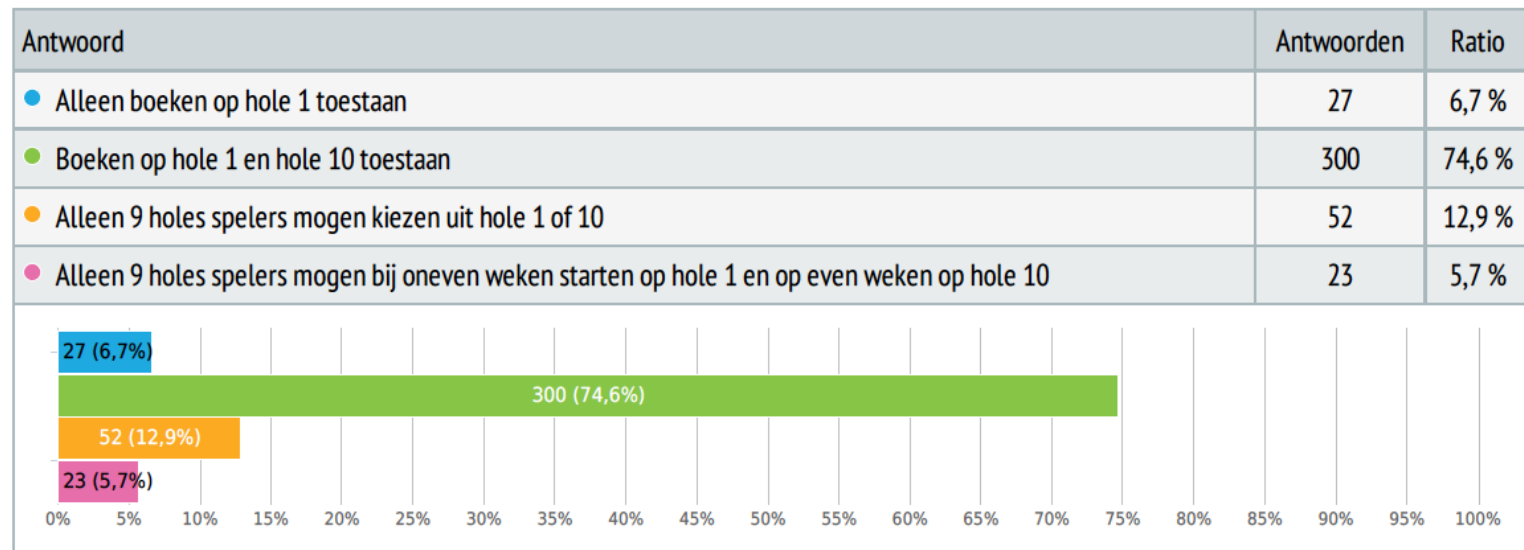 Antwoord Antwoorden Ratio
Alleen boeken op hole 1 toestaan 27 6,7 %
Boeken op hole 1 en hole 10 toestaan 300 74,6 %
Alleen 9 holes spelers mogen kiezen uit hole 1 of 10 52 12,9 %
Alleen 9 holes spelers mogen bij oneven weken starten op hole 1 en op even weken op hole 10 23 5,7 %
27 (6,7%)
300 (74,6%)
52 (12,9%)
23 (5,7%)
0% 5% 10% 15% 20% 25% 30% 35% 40% 45% 50% 55% 60% 65% 70% 75% 80% 85% 90% 95% 100%